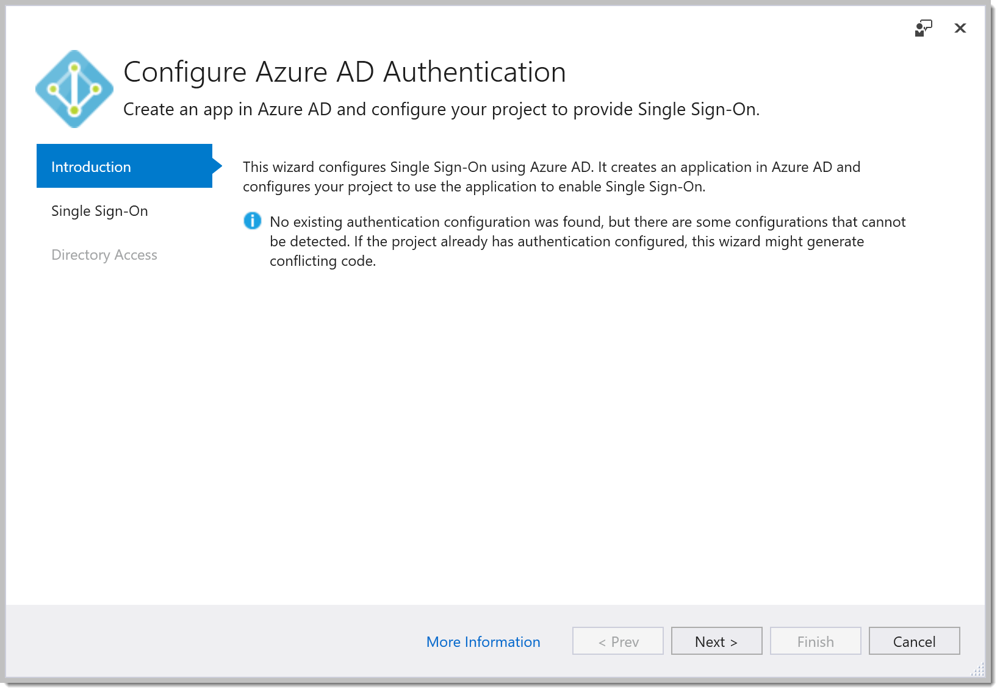 Configure Azure AD Authentication
Create an app in Azure AD and configure your project to provide Single Sign-On.
Introduction
Single Sign-On
Directory Access
This wizard configures Single Sign-On using Azure AD. It creates an application in Azure AD and
configures your project to use the application to enable Single Sign-On.
No existing authentication configuration was found, but there are some configurations that cannot
be detected. If the project already has authentication configured, this wizard might generate
conflicting code.
More Information
< Prev
Next >
Finish
Cancel